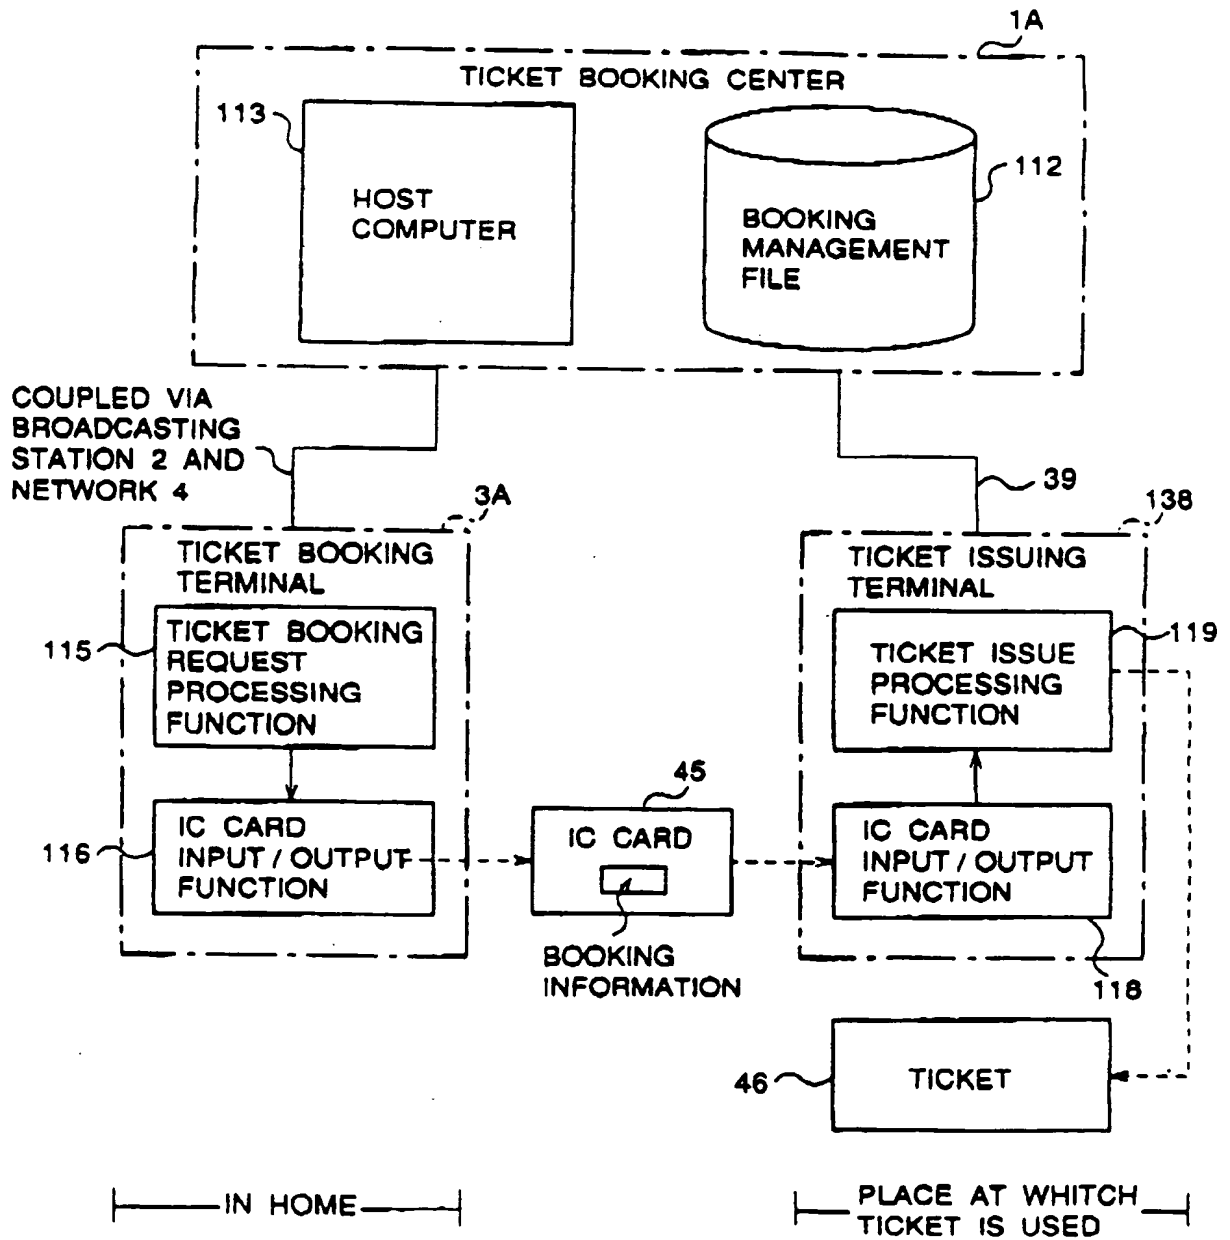 1A
TICKET BOOKING CENTER
113
HOST
COMPUTER
112
BOOKING
MANAGEMENT
FILE
COUPLED VIA
BROADCASTING
STATION 2 AND
NETWORK 4
39
3A
138
TICKET BOOKING
TERMINAL
TICKET ISSUING
TERMINAL
115
TICKET BOOKING
REQUEST
PROCESSING
FUNCTION
119
TICKET ISSUE
PROCESSING
FUNCTION
116
IC CARD
INPUT / OUTPUT
FUNCTION
45
IC CARD
BOOKING
INFORMATION
IC CARD
INPUT / OUTPUT
FUNCTION
118
46
TICKET
IN HOME
PLACE AT WHITCH
TICKET IS USED